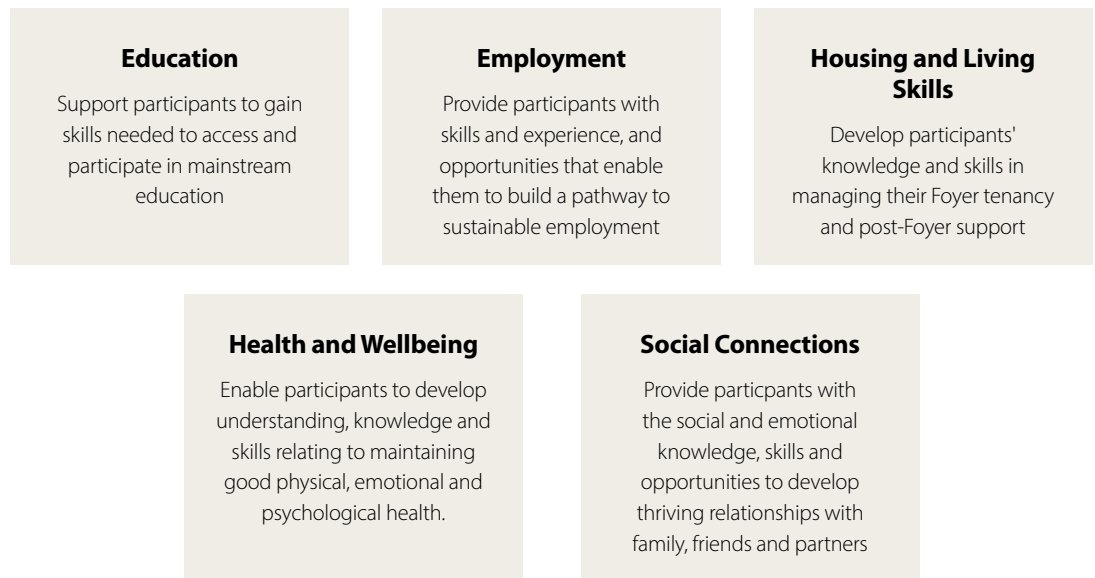 Education
Support participants to gain
skills needed to access and
participate in mainstream
education
Employment
Provide participants with
skills and experience, and
opportunities that enable
them to build a pathway to
sustainable employment
Housing and Living
Skills
Develop participants'
knowledge and skills in
managing their Foyer tenancy
and post-Foyer support
Health and Wellbeing
Enable participants to develop
understanding, knowledge and
skills relating to maintaining
good physical, emotional and
psychological health.
Social Connections
Provide particpants with
the social and emotional
knowledge, skills and
opportunities to develop
thriving relationships with
family, friends and partners